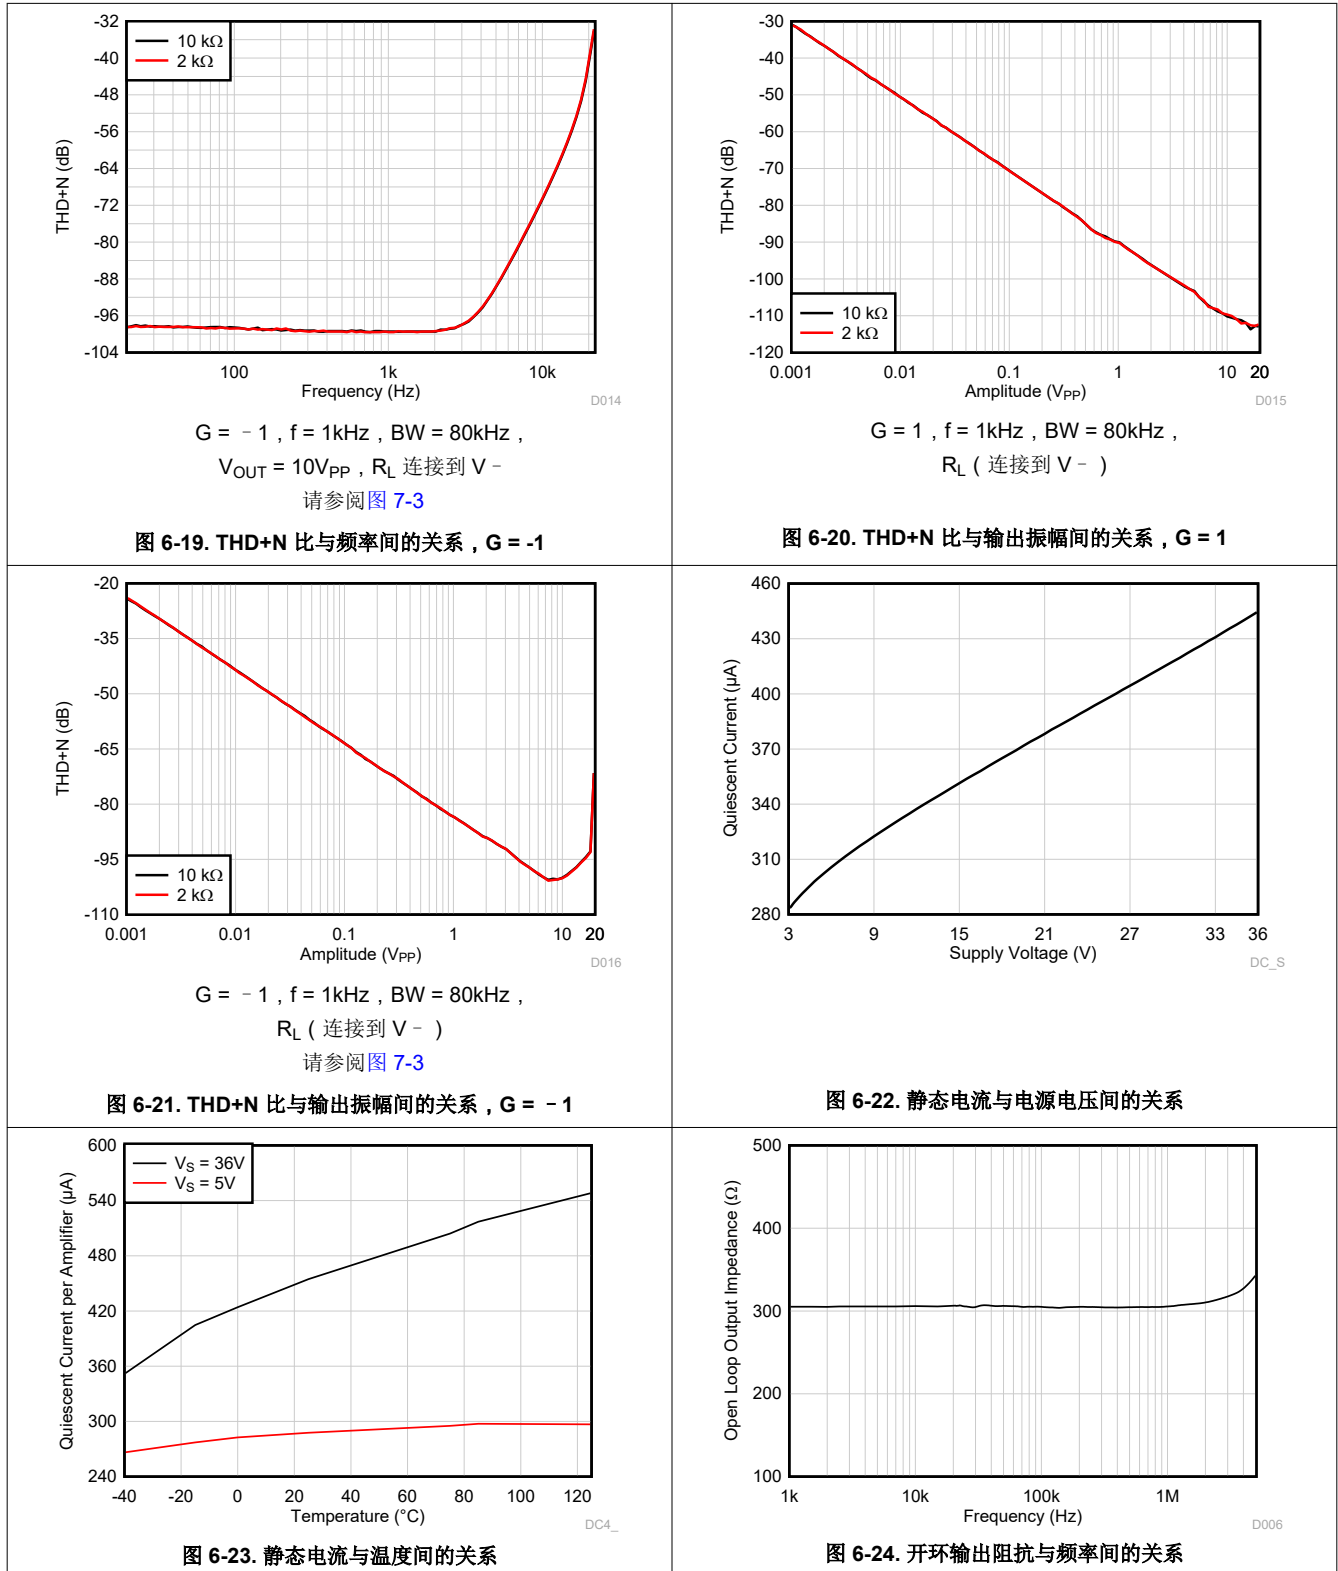 -32
-40
-48
-56
-64
-72
-80
-88
-96
-104
THD+N (dB)
10 kΩ
2 kΩ
100 1k 10k
Frequency (Hz)
D014
G = －1，f = 1kHz，BW = 80kHz，
VOUT = 10VPP，RL 连接到 V－
请参阅图 7-3
图 6-19. THD+N 比与频率间的关系，G = -1
-30
-40
-50
-60
-70
-80
-90
-100
-110
-120
THD+N (dB)
10 kΩ
2 kΩ
0.001 0.01 0.1 1 10 20
Amplitude (VPP)
D015
G = 1，f = 1kHz，BW = 80kHz，
RL（连接到 V－）
图 6-20. THD+N 比与输出振幅间的关系，G = 1
-20
-35
-50
-65
-80
-95
-110
THD+N (dB)
10 kΩ
2 kΩ
0.001 0.01 0.1 1 10 20
Amplitude (VPP)
D016
G = －1，f = 1kHz，BW = 80kHz，
RL（连接到 V－）
请参阅图 7-3
图 6-21. THD+N 比与输出振幅间的关系，G = －1
460
430
400
370
340
310
280
Quiescent Current (µA)
3 9 15 21 27 33 36
Supply Voltage (V)
DC_S
图 6-22. 静态电流与电源电压间的关系
600
540
480
420
360
300
240
Quiescent Current per Amplifier (µA)
VS = 36V
VS = 5V
-40 -20 0 20 40 60 80 100 120
Temperature (°C)
DC4_
图 6-23. 静态电流与温度间的关系
500
400
300
200
100
Open Loop Output Impedance (Ω)
1k 10k 100k 1M
Frequency (Hz)
D006
图 6-24. 开环输出阻抗与频率间的关系